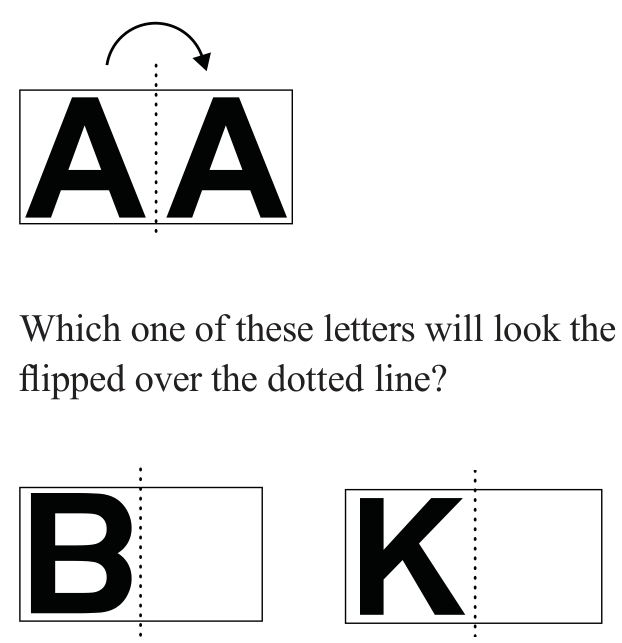 A A
Which one of these letters will look the
flipped over the dotted line?
B K